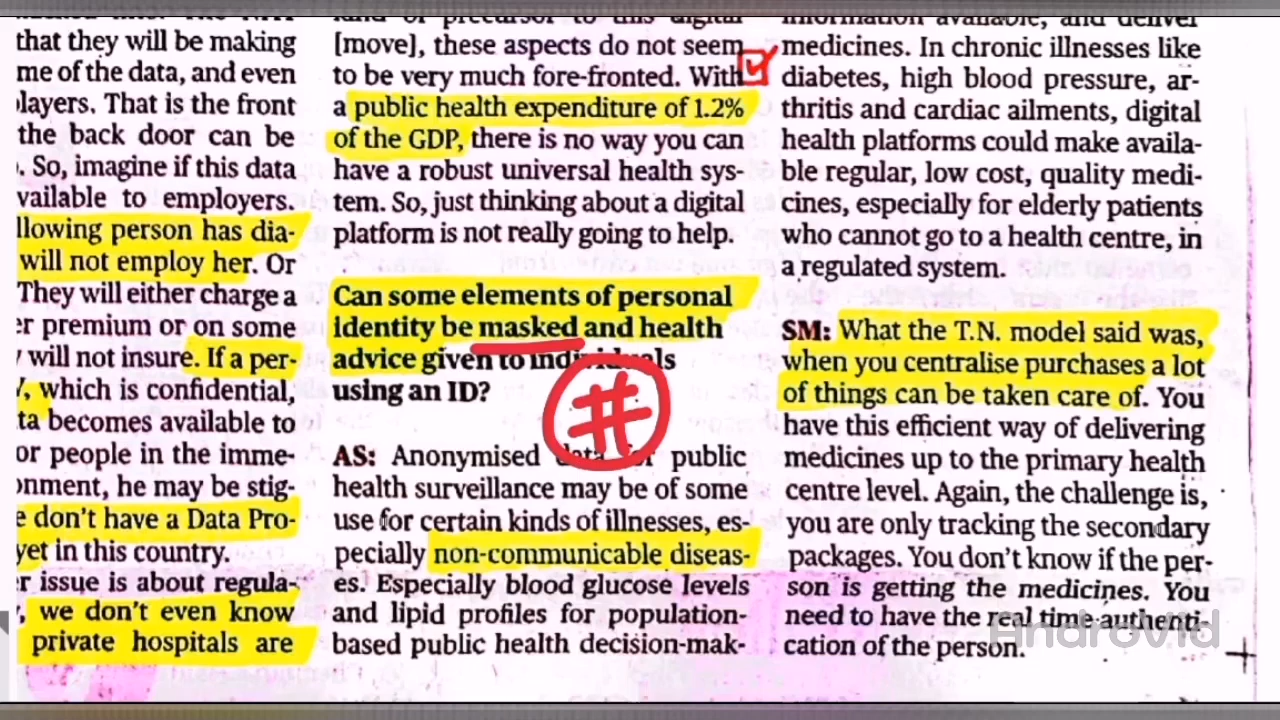 that they will be making
me of the data, and even
layers. That is the front
the back door can be
. So, imagine if this data
vailable to employers.
llowing person has dia-
will not employ her. Or
They will either charge a
er premium or on some
will not insure. If a per-
, which is confidential,
ta becomes available to
or people in the imme-
onment, he may be stig-
e don't have a Data Pro-
yet in this country.
r issue is about regula-
, we don't even know
private hospitals are
kind of precursor to this digital
[move], these aspects do not seem
to be very much fore-fronted. With
a public health expenditure of 1.2%
of the GDP, there is no way you can
have a robust universal health sys-
tem. So, just thinking about a digital
platform is not really going to help.
Can some elements of personal
identity be masked and health
advice given to individuals
using an ID?
#
AS: Anonymised data for public
health surveillance may be of some
use for certain kinds of illnesses, es-
pecially non-communicable diseas-
es. Especially blood glucose levels
and lipid profiles for population-
based public health decision-mak-
information available, and deliver
medicines. In chronic illnesses like
diabetes, high blood pressure, ar-
thritis and cardiac ailments, digital
health platforms could make availa-
ble regular, low cost, quality medi-
cines, especially for elderly patients
who cannot go to a health centre, in
a regulated system.
SM: What the T.N. model said was,
when you centralise purchases a lot
of things can be taken care of. You
have this efficient way of delivering
medicines up to the primary health
centre level. Again, the challenge is,
you are only tracking the secondary
packages. You don't know if the per-
son is getting the medicines. You
need to have the real time authenti-
cation of the person.
AndroVid